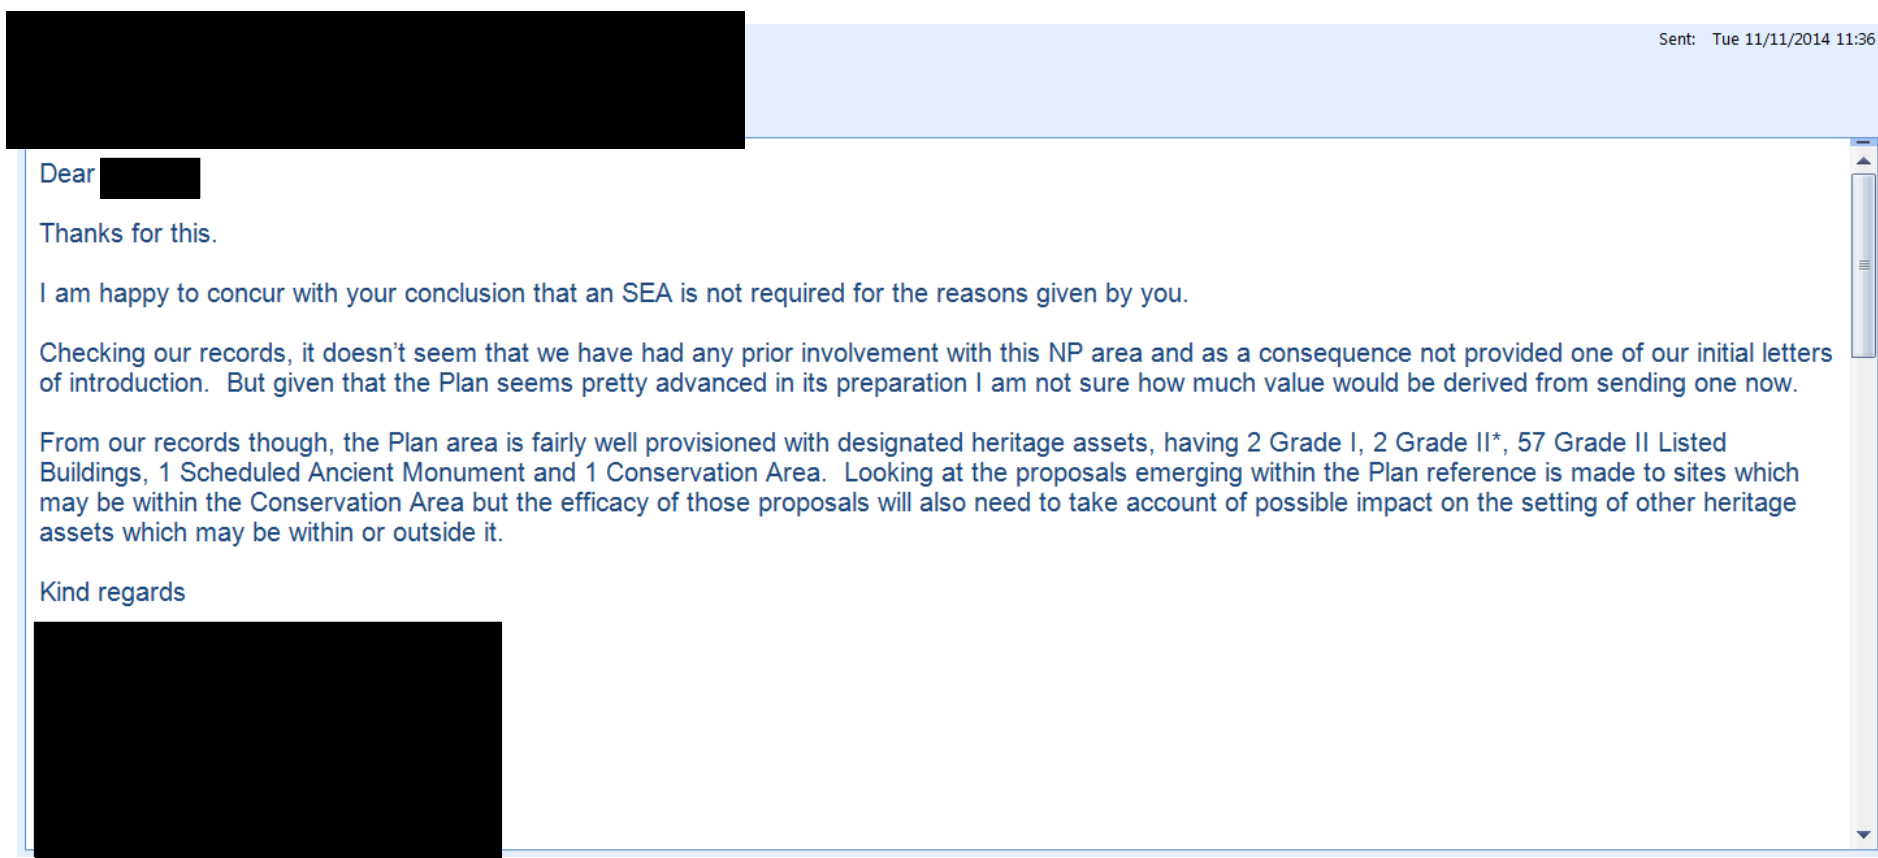 Sent: Tue 11/11/2014 11:36
Dear
Thanks for this.
I am happy to concur with your conclusion that an SEA is not required for the reasons given by you.
Checking our records, it doesn’t seem that we have had any prior involvement with this NP area and as a consequence not provided one of our initial letters
of introduction.  But given that the Plan seems pretty advanced in its preparation I am not sure how much value would be derived from sending one now.
From our records though, the Plan area is fairly well provisioned with designated heritage assets, having 2 Grade I, 2 Grade II*, 57 Grade II Listed
Buildings, 1 Scheduled Ancient Monument and 1 Conservation Area.  Looking at the proposals emerging within the Plan reference is made to sites which
may be within the Conservation Area but the efficacy of those proposals will also need to take account of possible impact on the setting of other heritage
assets which may be within or outside it.
Kind regards